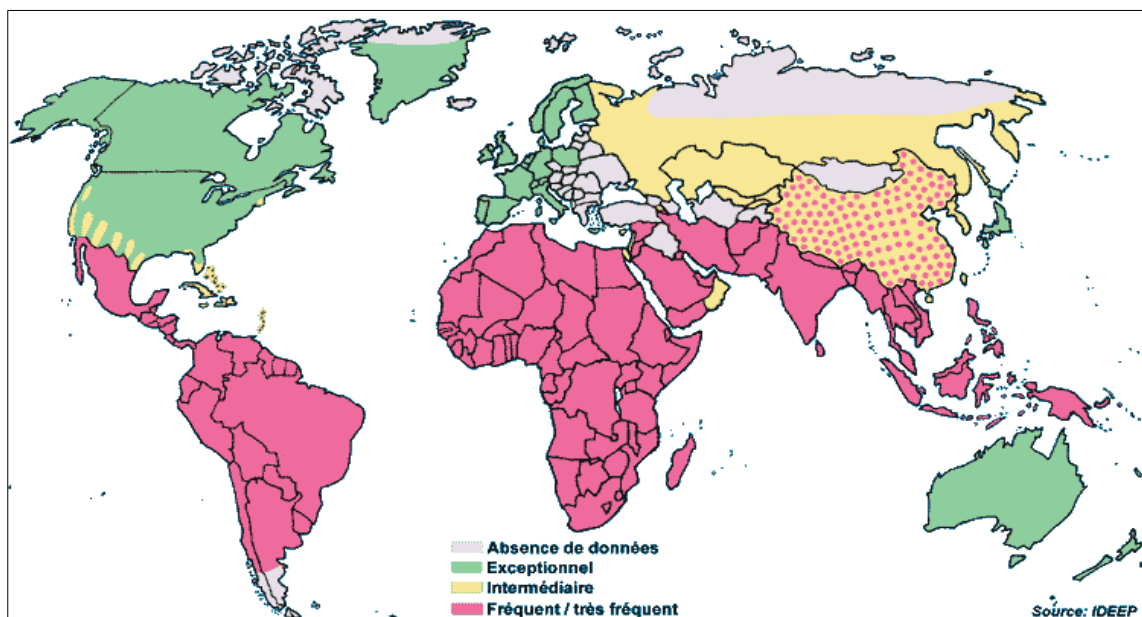 Absence de données
Exceptionnel
Intermédiaire
Fréquent / très fréquent
Source: IDEEP